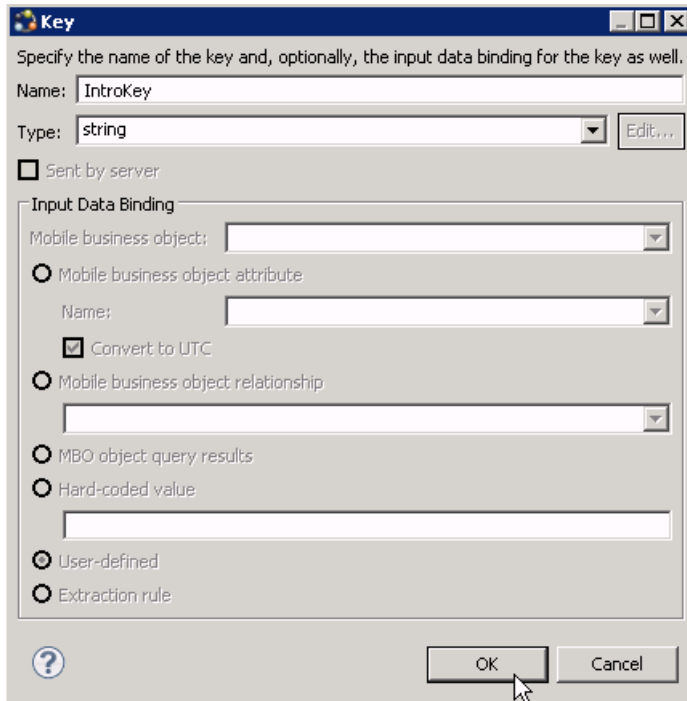 Key
Specify the name of the key and, optionally, the input data binding for the key as well.
Name: IntroKey
Type: string Edit...
Sent by server
Input Data Binding
Mobile business object:
Mobile business object attribute
Name:
Convert to UTC
Mobile business object relationship
MBO object query results
Hard-coded value
User-defined
Extraction rule
? OK Cancel